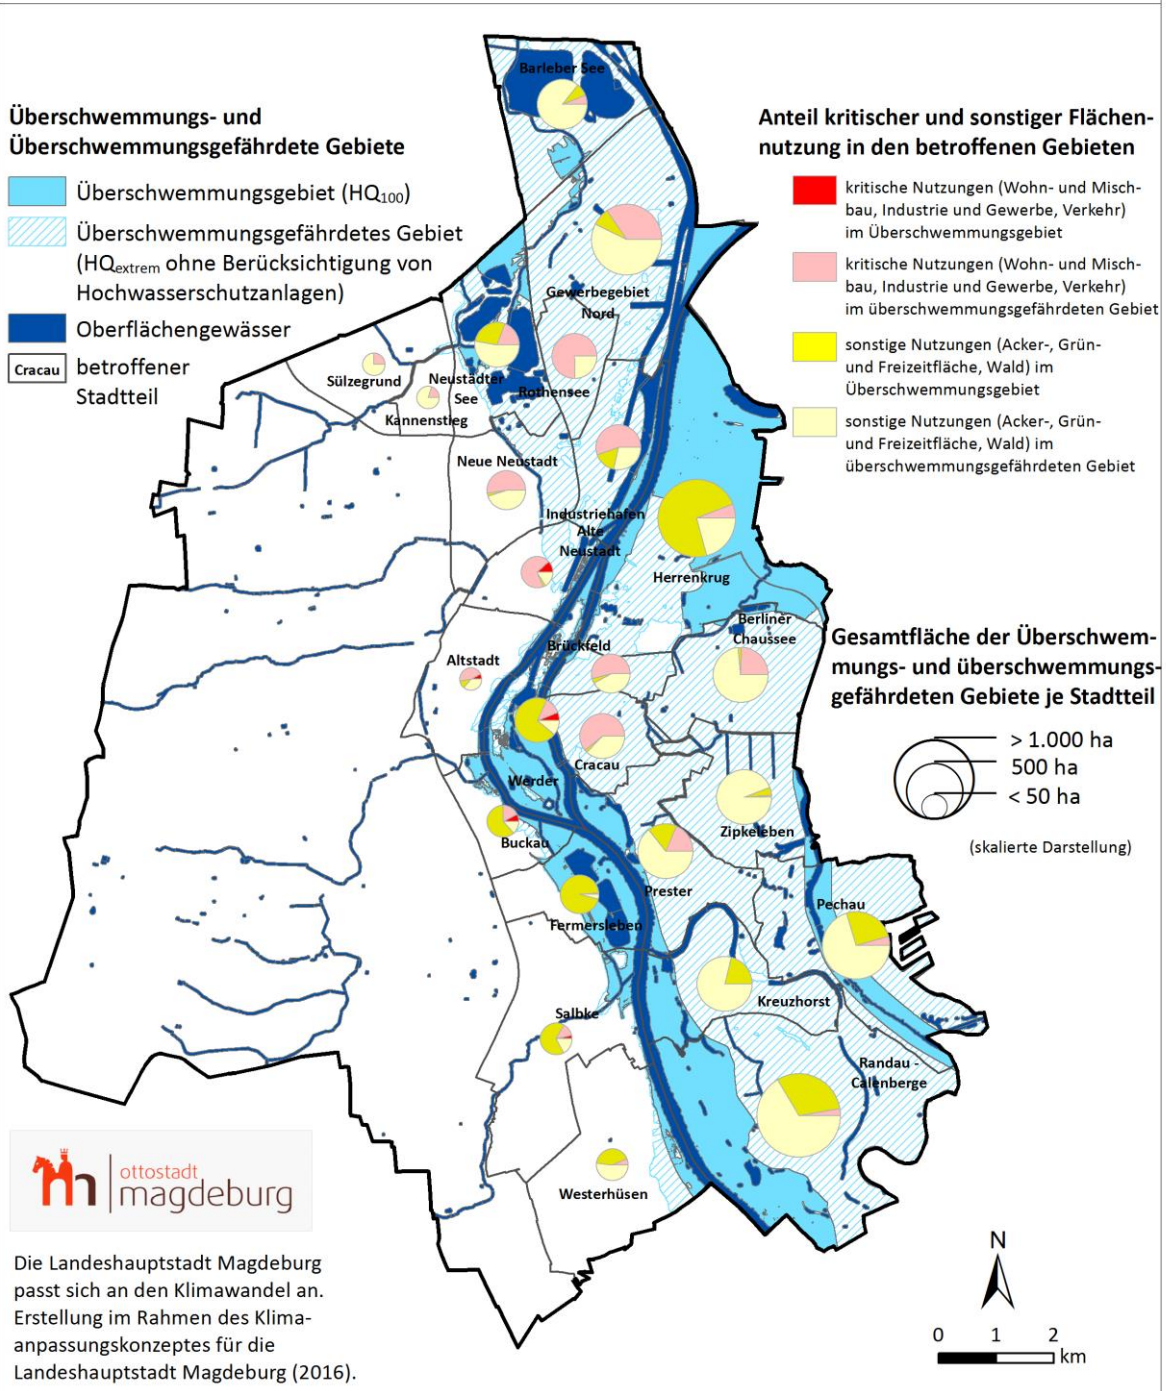 Überschwemmungs- und
Überschwemmungsgefährdete Gebiete
Überschwemmungsgebiet (HQ100)
Überschwemmungsgefährdetes Gebiet
(HQextrem ohne Berücksichtigung von
Hochwasserschutzanlagen)
Oberflächengewässer
Cracau
betroffener
Stadtteil
Anteil kritischer und sonstiger Flächen-
nutzung in den betroffenen Gebieten
kritische Nutzungen (Wohn- und Misch-
bau, Industrie und Gewerbe, Verkehr)
im Überschwemmungsgebiet
kritische Nutzungen (Wohn- und Misch-
bau, Industrie und Gewerbe, Verkehr)
im überschwemmungsgefährdeten Gebiet
sonstige Nutzungen (Acker-, Grün-
und Freizeitfläche, Wald) im
Überschwemmungsgebiet
sonstige Nutzungen (Acker-, Grün-
und Freizeitfläche, Wald) im
überschwemmungsgefährdeten Gebiet
Gesamtfläche der Überschwem-
mungs- und überschwemmungs-
gefährdeten Gebiete je Stadtteil
> 1.000 ha
500 ha
< 50 ha
(skalierte Darstellung)
Barleber See
Gewerbegebiet
Nord
Sülzegrund
Neustädter
See
Rothensee
Kannenstieg
Neue Neustadt
Industriehafen
Alte
Neustadt
Herrenkrug
Berliner
Chaussee
Brückfeld
Altstadt
Cracau
Werder
Zipkeleben
Buckau
Prester
Pechau
Fermersleben
Kreuzhorst
Salbke
Randau -
Calenberge
Westerhüsen
ottostadt
magdeburg
Die Landeshauptstadt Magdeburg
passt sich an den Klimawandel an.
Erstellung im Rahmen des Klima-
anpassungskonzeptes für die
Landeshauptstadt Magdeburg (2016).
N
0 1 2
km